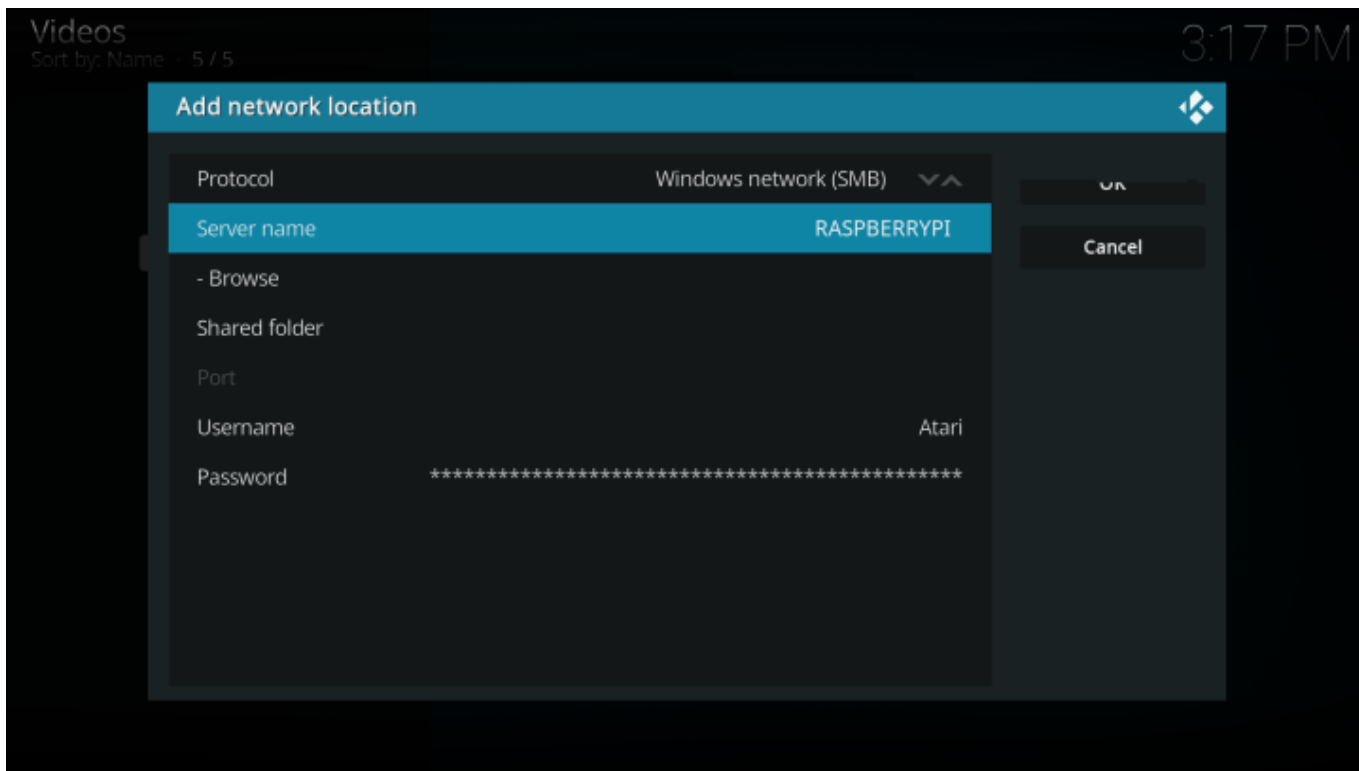 Videos
Sort by: Name · 5 / 5
3:17 PM
Add network location
Protocol Windows network (SMB)
OK
Server name RASPBERRYPI
Cancel
- Browse
Shared folder
Port
Username Atari
Password ***********************************************